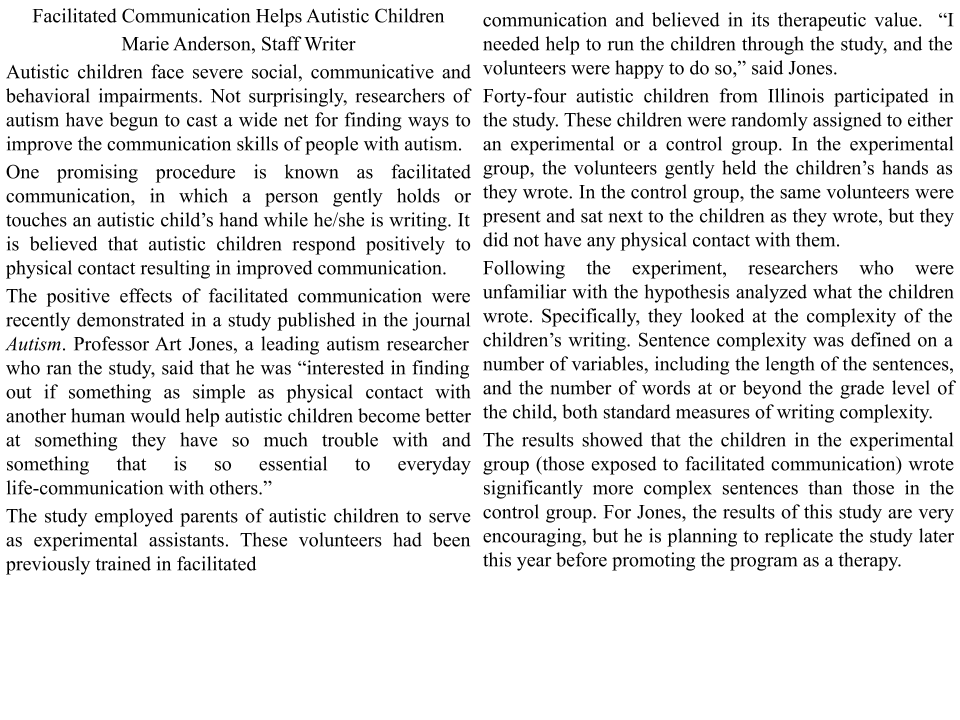 Facilitated Communication Helps Autistic Children
Marie Anderson, Staff Writer
Autistic children face severe social, communicative and
behavioral impairments. Not surprisingly, researchers of
autism have begun to cast a wide net for finding ways to
improve the communication skills of people with autism.
One promising procedure is known as facilitated
communication, in which a person gently holds or
touches an autistic child’s hand while he/she is writing. It
is believed that autistic children respond positively to
physical contact resulting in improved communication.
The positive effects of facilitated communication were
recently demonstrated in a study published in the journal
Autism. Professor Art Jones, a leading autism researcher
who ran the study, said that he was “interested in finding
out if something as simple as physical contact with
another human would help autistic children become better
at something they have so much trouble with and
something that is so essential to everyday
life-communication with others.”
The study employed parents of autistic children to serve
as experimental assistants. These volunteers had been
previously trained in facilitated
communication and believed in its therapeutic value. “I
needed help to run the children through the study, and the
volunteers were happy to do so,” said Jones.
Forty-four autistic children from Illinois participated in
the study. These children were randomly assigned to either
an experimental or a control group. In the experimental
group, the volunteers gently held the children’s hands as
they wrote. In the control group, the same volunteers were
present and sat next to the children as they wrote, but they
did not have any physical contact with them.
Following the experiment, researchers who were
unfamiliar with the hypothesis analyzed what the children
wrote. Specifically, they looked at the complexity of the
children’s writing. Sentence complexity was defined on a
number of variables, including the length of the sentences,
and the number of words at or beyond the grade level of
the child, both standard measures of writing complexity.
The results showed that the children in the experimental
group (those exposed to facilitated communication) wrote
significantly more complex sentences than those in the
control group. For Jones, the results of this study are very
encouraging, but he is planning to replicate the study later
this year before promoting the program as a therapy.